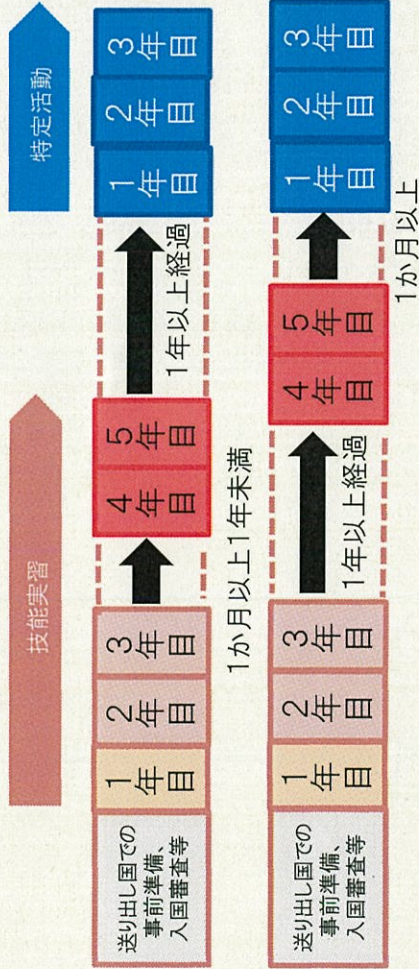 技能実習
特定活動
送り出し国での
事前準備、
入国審査等
1年目
2年目
3年目
1か月以上1年未満
4年目
5年目
1年以上経過
1年目
2年目
3年目
送り出し国での
事前準備、
入国審査等
1年目
2年目
3年目
1年以上経過
4年目
5年目
1か月以上
1年目
2年目
3年目